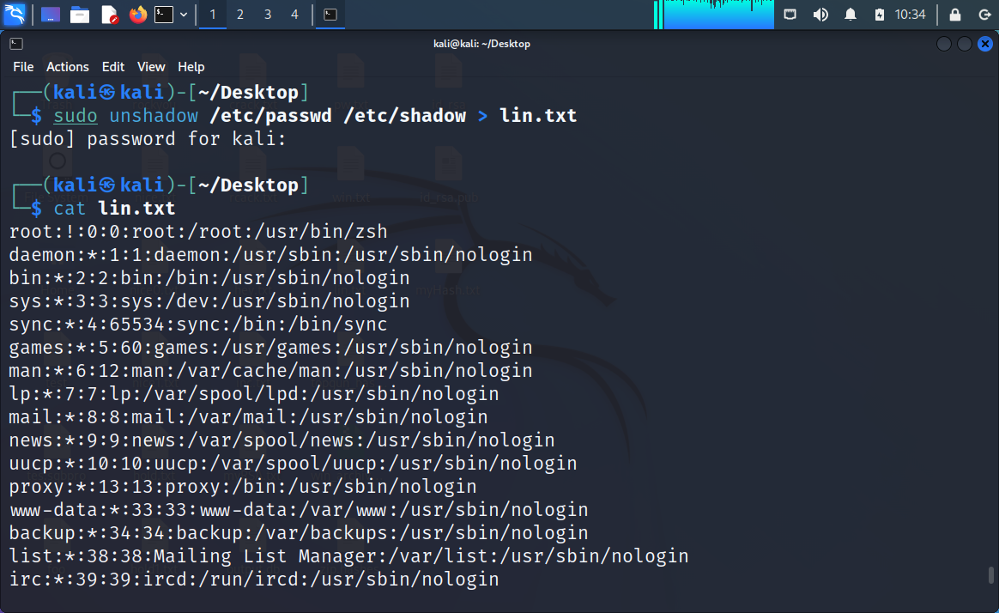 1 2 3 4 10:34
kali@kali: ~/Desktop
File Actions Edit View Help
┌──(kali㉿kali)-[~/Desktop]
└─$ sudo unshadow /etc/passwd /etc/shadow > lin.txt
[sudo] password for kali:
┌──(kali㉿kali)-[~/Desktop]
└─$ cat lin.txt
root:!:0:0:root:/root:/usr/bin/zsh
daemon:*:1:1:daemon:/usr/sbin:/usr/sbin/nologin
bin:*:2:2:bin:/bin:/usr/sbin/nologin
sys:*:3:3:sys:/dev:/usr/sbin/nologin
sync:*:4:65534:sync:/bin:/bin/sync
games:*:5:60:games:/usr/games:/usr/sbin/nologin
man:*:6:12:man:/var/cache/man:/usr/sbin/nologin
lp:*:7:7:lp:/var/spool/lpd:/usr/sbin/nologin
mail:*:8:8:mail:/var/mail:/usr/sbin/nologin
news:*:9:9:news:/var/spool/news:/usr/sbin/nologin
uucp:*:10:10:uucp:/var/spool/uucp:/usr/sbin/nologin
proxy:*:13:13:proxy:/bin:/usr/sbin/nologin
www-data:*:33:33:www-data:/var/www:/usr/sbin/nologin
backup:*:34:34:backup:/var/backups:/usr/sbin/nologin
list:*:38:38:Mailing List Manager:/var/list:/usr/sbin/nologin
irc:*:39:39:ircd:/run/ircd:/usr/sbin/nologin
win.txt
id_rsa.pub
myHash.txt